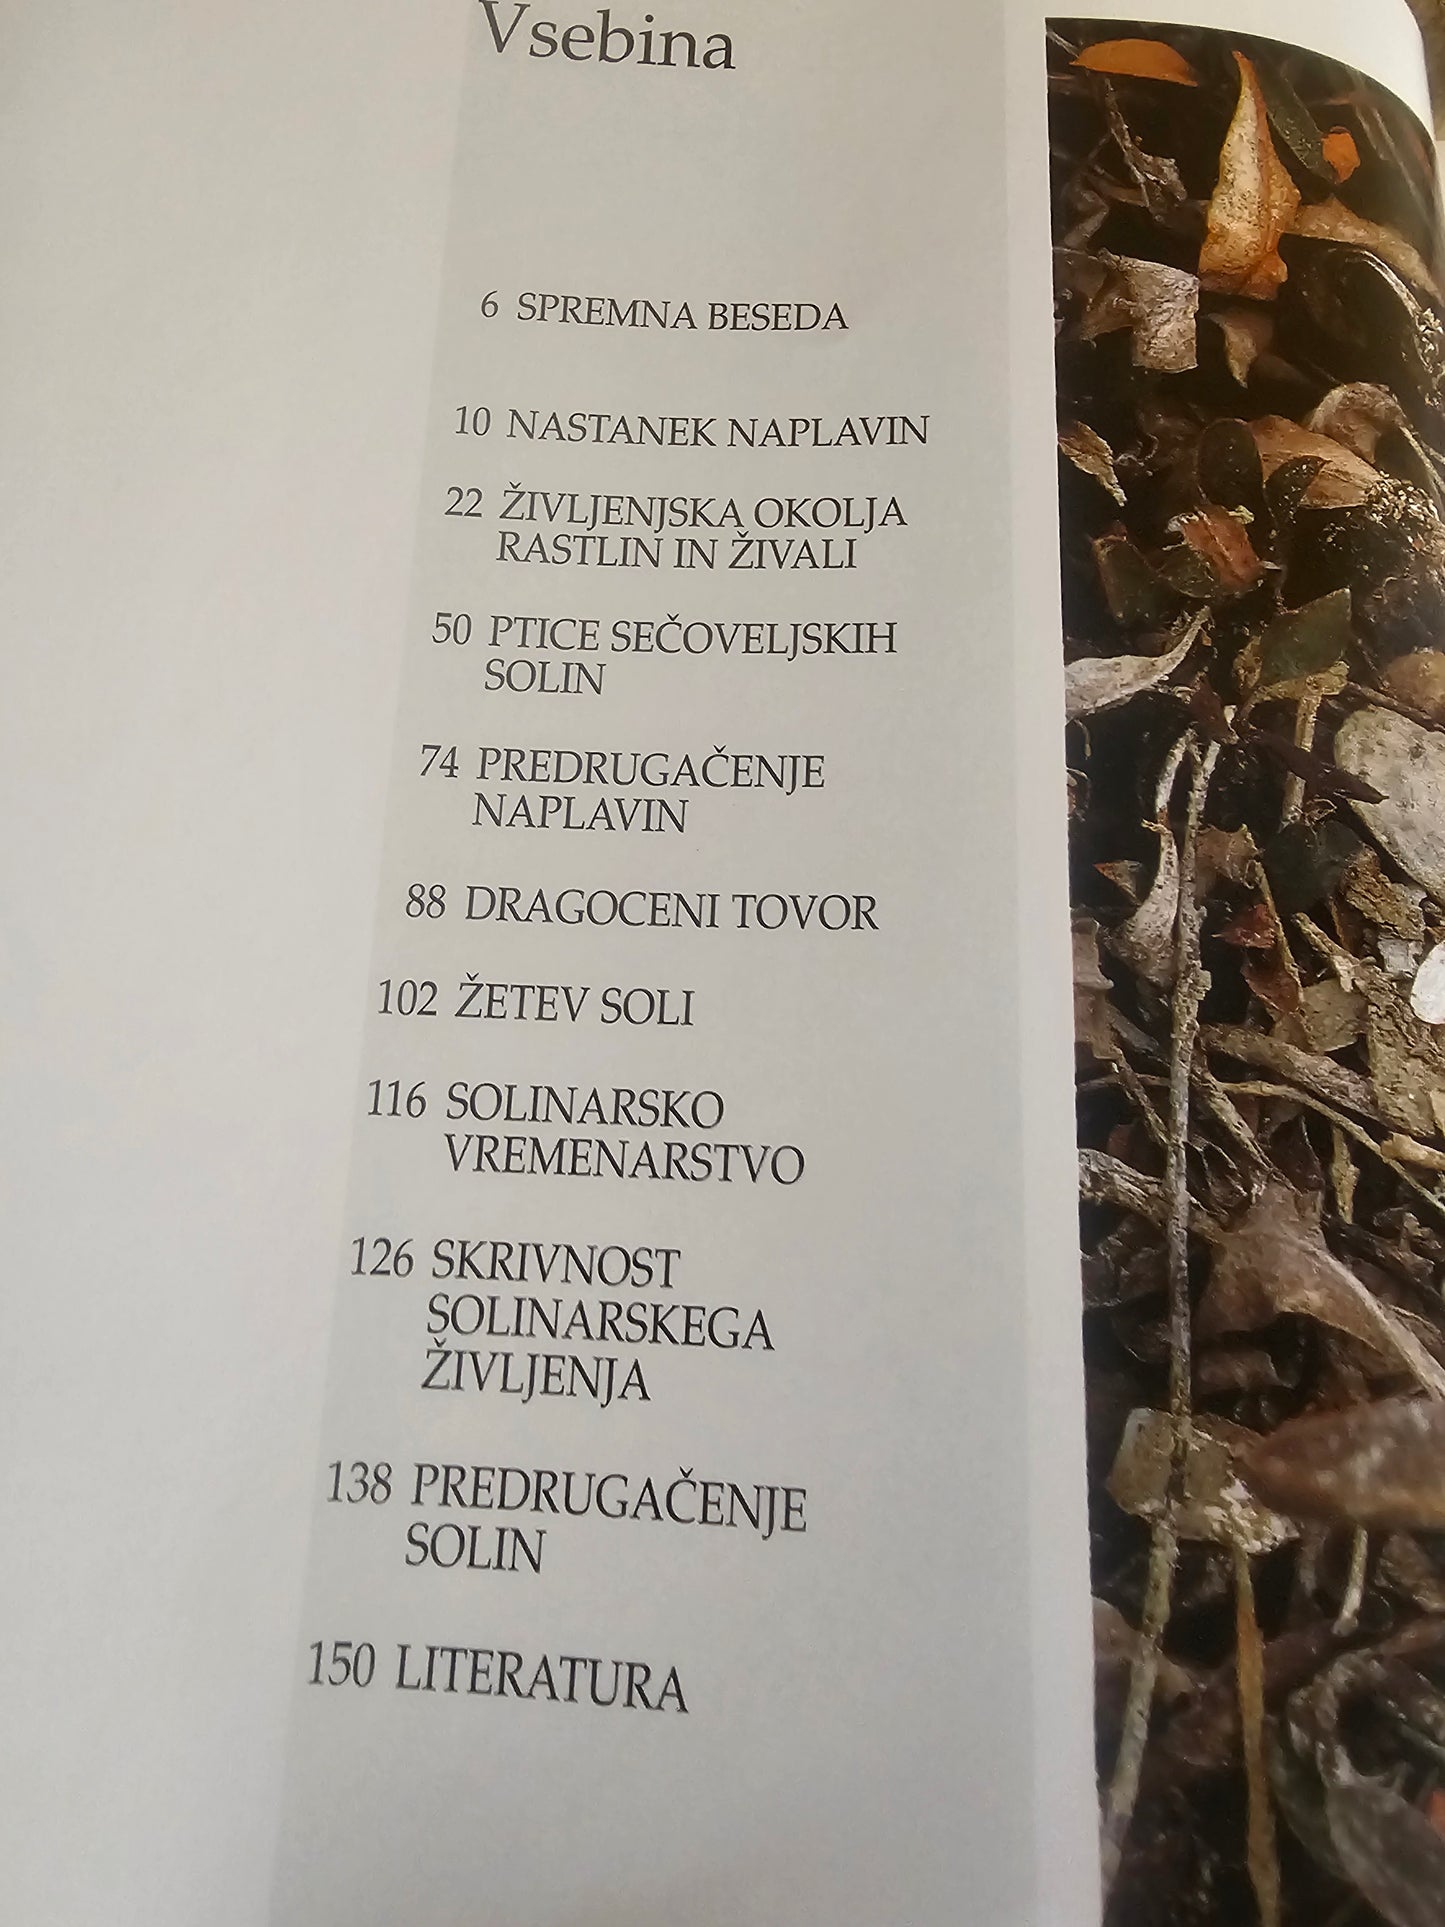 Vsebina
6 SPREMNA BESEDA
10 NASTANEK NAPLAVIN
22 ŽIVLJENJSKA OKOLJA
RASTLIN IN ŽIVALI
50 PTICE SEČOVELJSKIH
SOLIN
74 PREDRUGAČENJE
NAPLAVIN
88 DRAGOCENI TOVOR
102 ŽETEV SOLI
116 SOLINARSKO
VREMENARSTVO
126 SKRIVNOST
SOLINARSKEGA
ŽIVLJENJA
138 PREDRUGAČENJE
SOLIN
150 LITERATURA